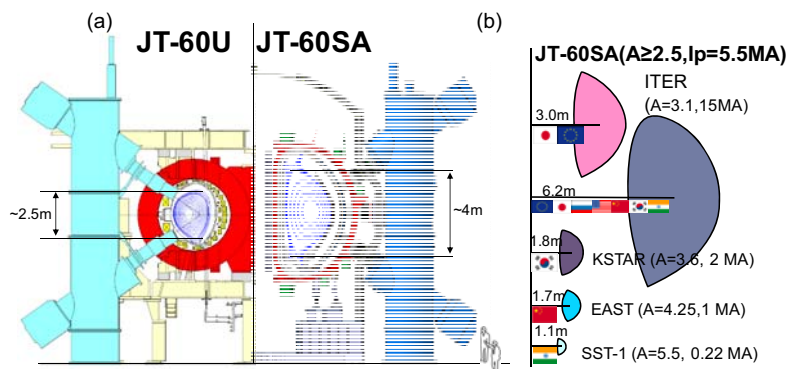 (a)
JT-60U
JT-60SA
~2.5m
~4m
(b)
JT-60SA(A≥2.5,Ip=5.5MA)
ITER
(A=3.1,15MA)
3.0m
6.2m
1.8m
KSTAR (A=3.6, 2 MA)
1.7m
EAST (A=4.25,1 MA)
1.1m
SST-1 (A=5.5, 0.22 MA)